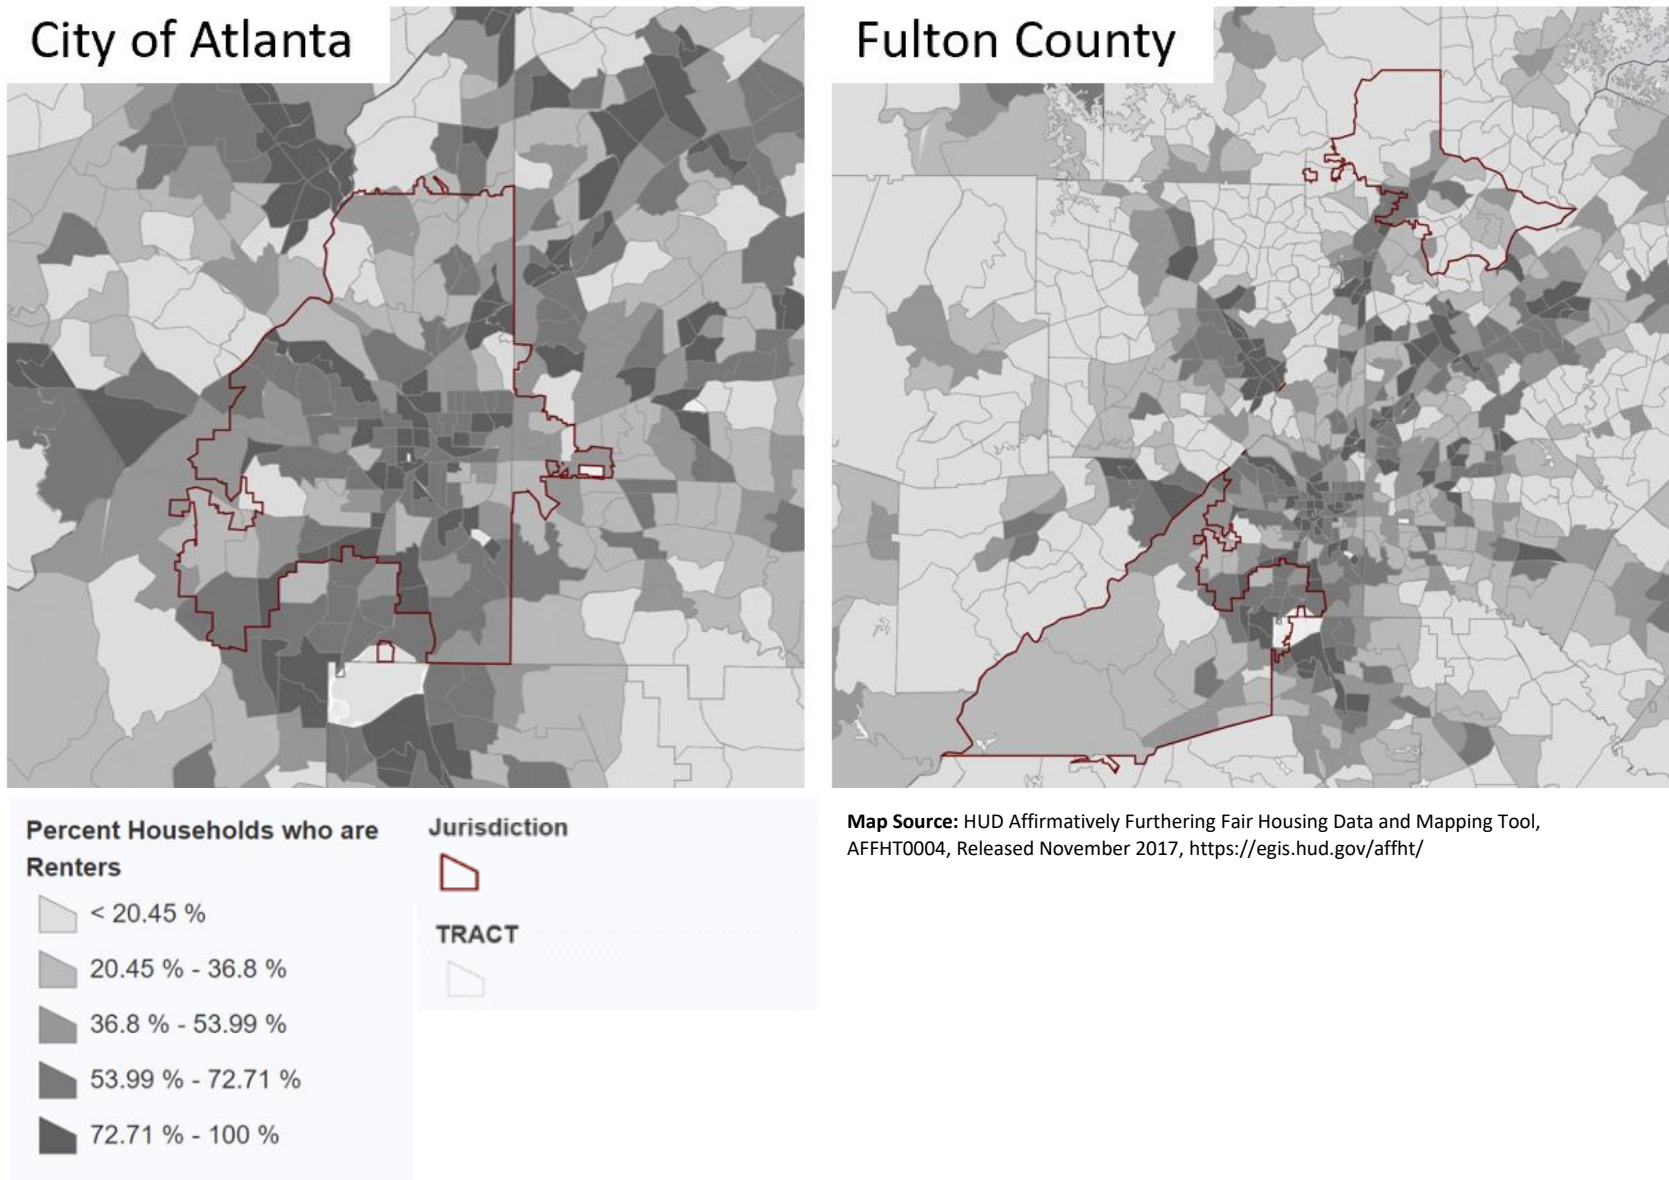 City of Atlanta
Fulton County
Percent Households who are
Renters
< 20.45 %
20.45 % - 36.8 %
36.8 % - 53.99 %
53.99 % - 72.71 %
72.71 % - 100 %
Jurisdiction
TRACT
Map Source: HUD Affirmatively Furthering Fair Housing Data and Mapping Tool,
AFFHT0004, Released November 2017, https://egis.hud.gov/affht/